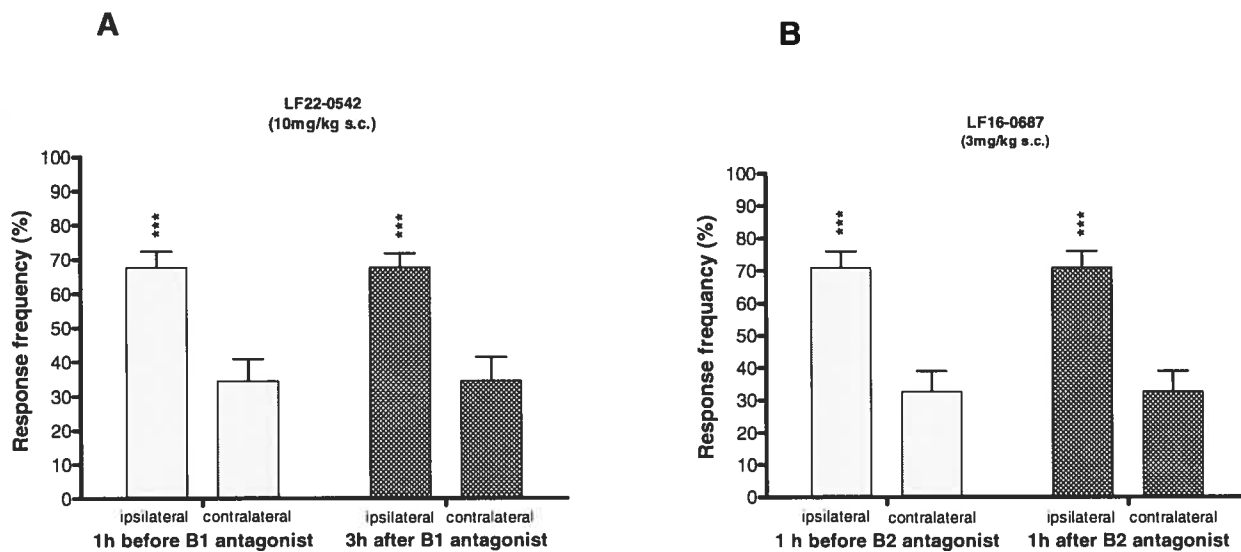 A
LF22-0542
(10mg/kg s.c.)
Response frequency (%)
100
90
80
70
60
50
40
30
20
10
0
***
***
ipsilateral contralateral ipsilateral contralateral
1h before B1 antagonist 3h after B1 antagonist
B
LF16-0687
(3mg/kg s.c.)
Response frequancy (%)
100
90
80
70
60
50
40
30
20
10
0
***
***
ipsilateral contralateral ipsilateral contralateral
1 h before B2 antagonist 1h after B2 antagonist